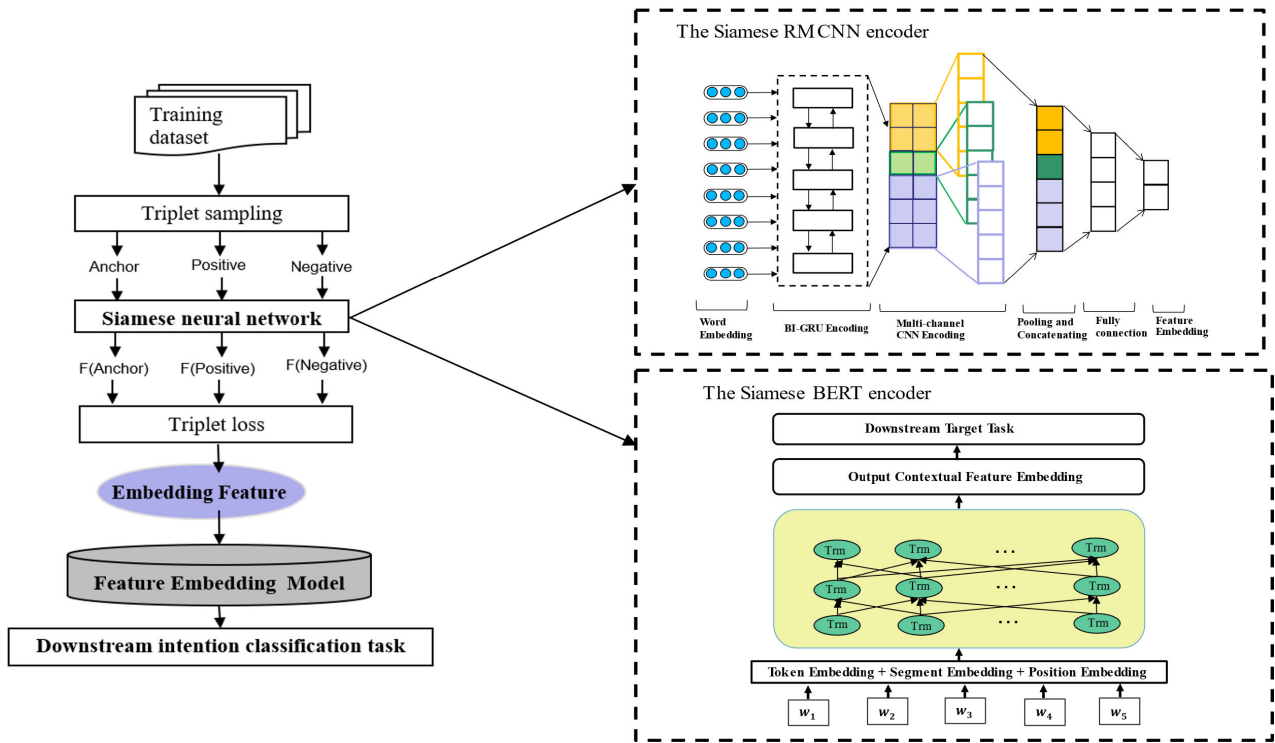 Training
dataset
Triplet sampling
Anchor
Positive
Negative
Siamese neural network
F(Anchor)
F(Positive)
F(Negative)
Triplet loss
Embedding Feature
Feature Embedding Model
Downstream intention classification task
The Siamese RMCNN encoder
Word
Embedding
BI-GRU Encoding
Multi-channel
CNN Encoding
Pooling and
Concatenating
Fully
connection
Feature
Embedding
The Siamese BERT encoder
Downstream Target Task
Output Contextual Feature Embedding
Trm Trm ... Trm
Trm Trm ... Trm
Trm Trm ... Trm
Token Embedding + Segment Embedding + Position Embedding
w₁ w₂ w₃ w₄ w₅